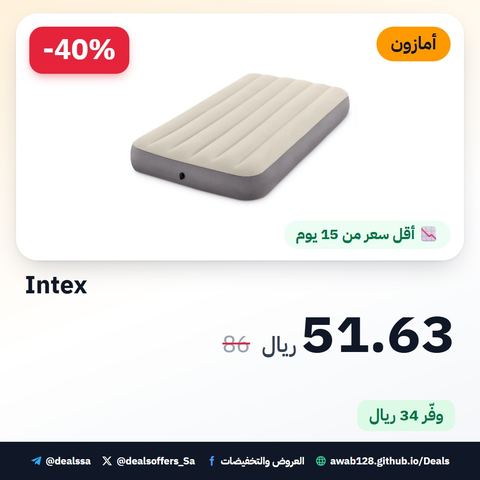 -40%
أمازون
أقل سعر من 15 يوم
Intex
51.63 ريال 86
وفّر 34 ريال
@dealssa @dealsoffers_Sa العروض والتخفيضات awab128.github.io/Deals